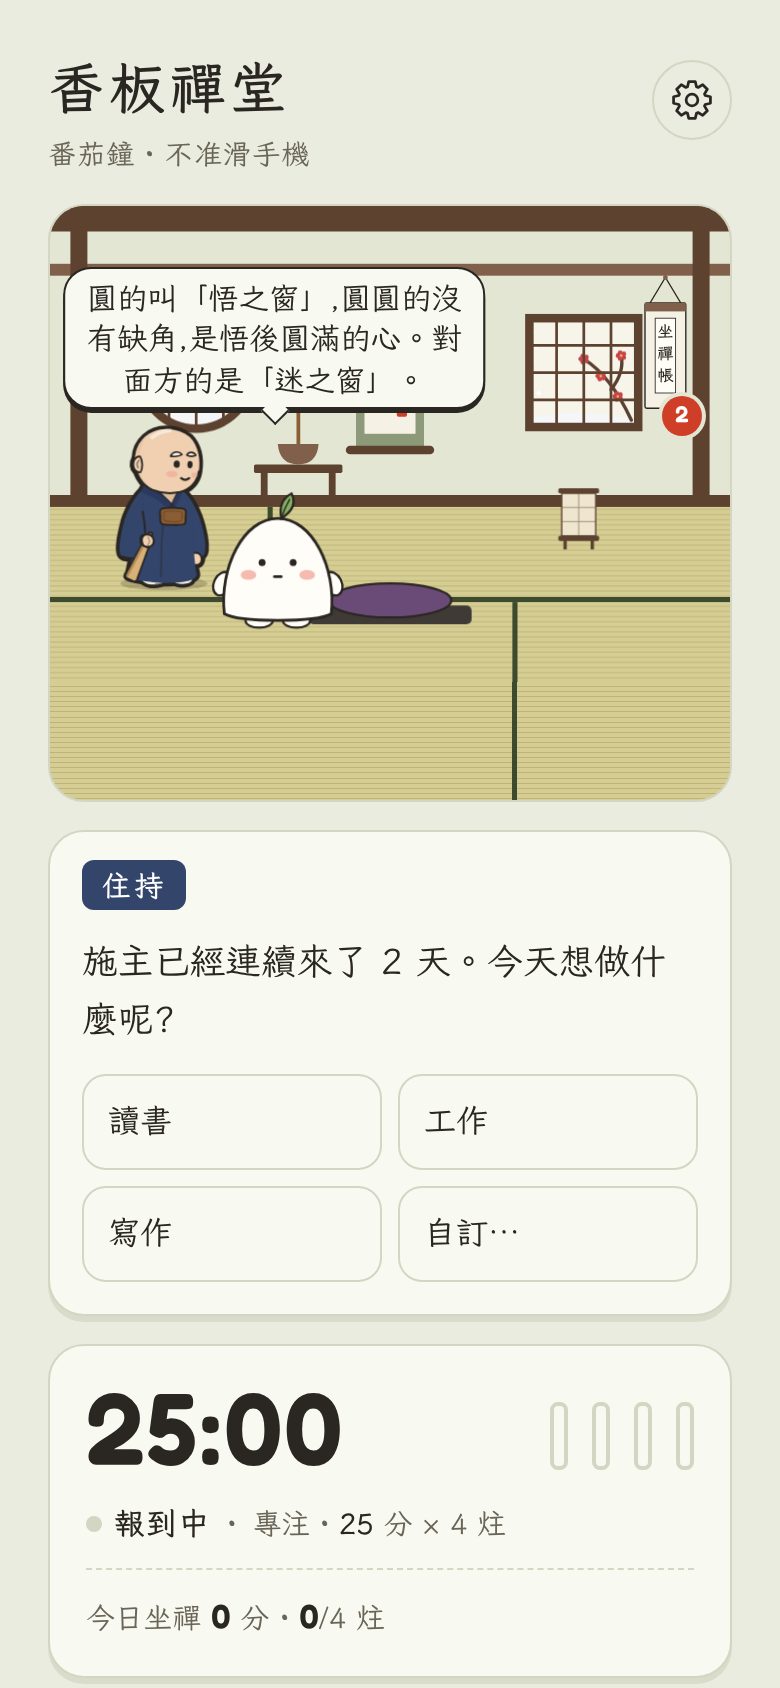 香板禪堂
番茄鐘・不准滑手機
圓的叫「悟之窗」,圓圓的沒
有缺角,是悟後圓滿的心。對
面方的是「迷之窗」。
坐禪帳
2
住持
施主已經連續來了 2 天。今天想做什
麼呢?
讀書
工作
寫作
自訂…
25:00
報到中 · 專注・25 分 × 4 炷
今日坐禪 0 分・0/4 炷